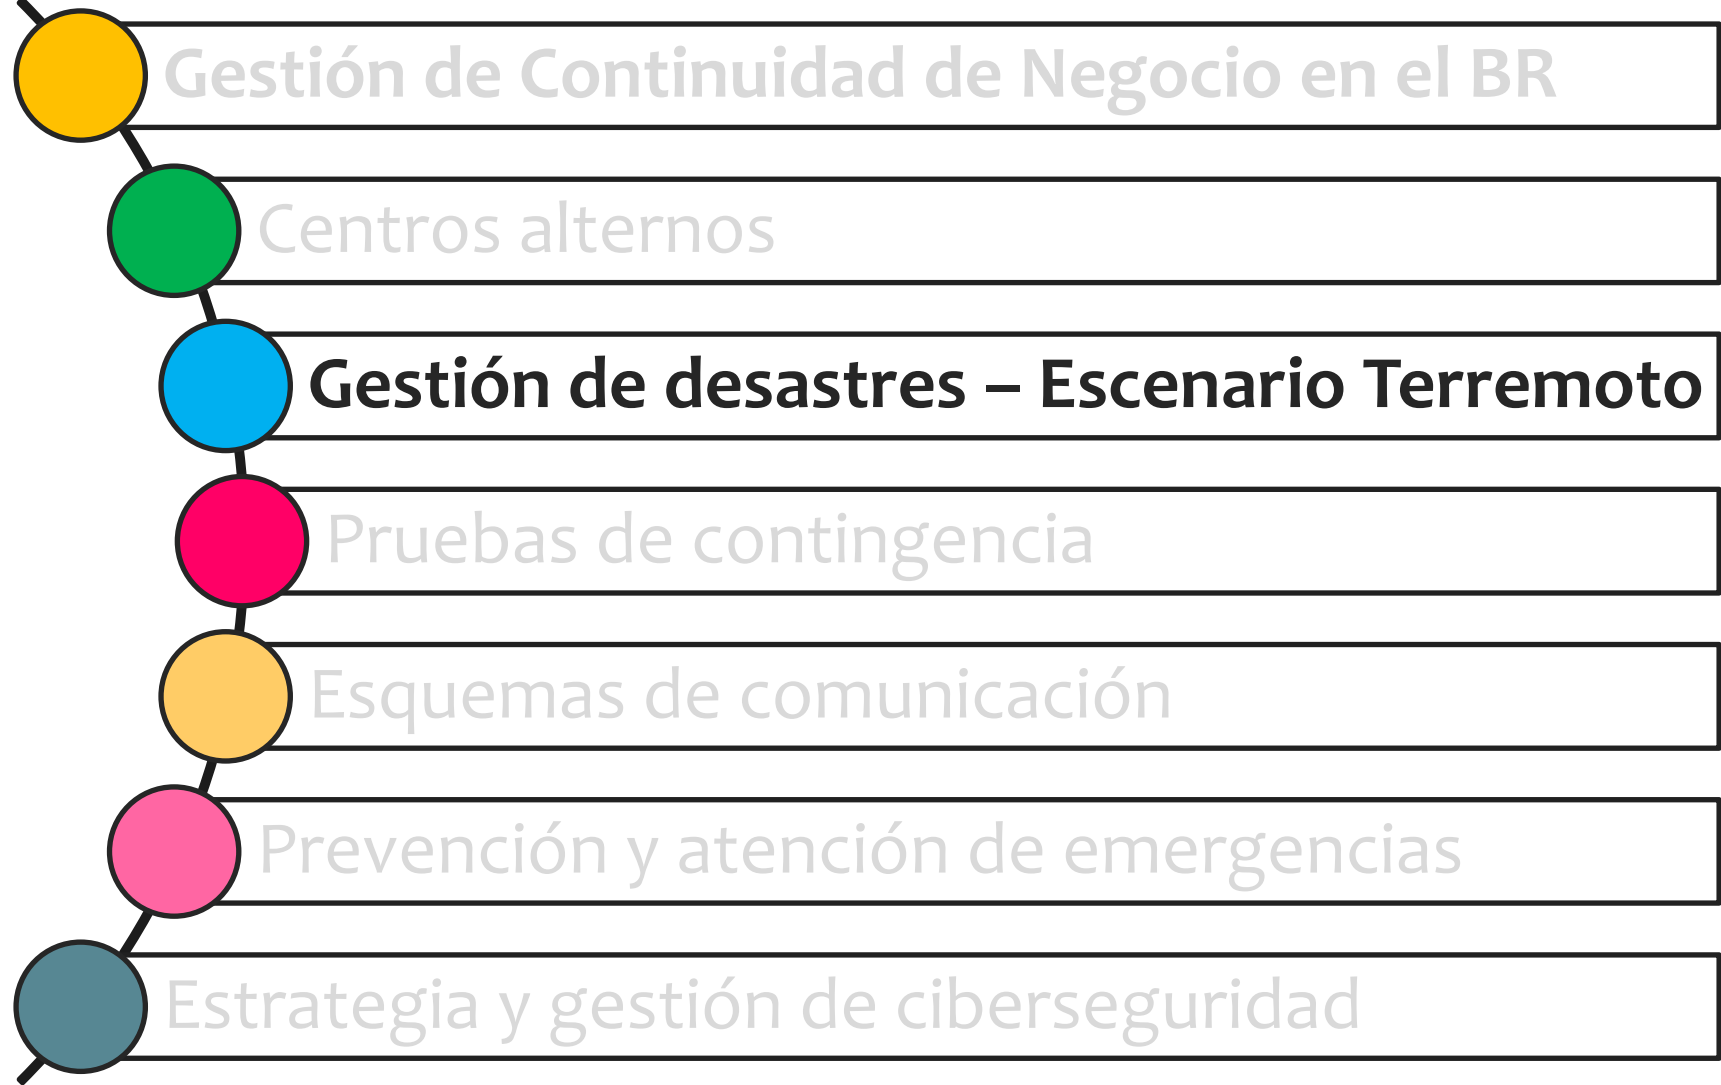 Gestión de Continuidad de Negocio en el BR
Centros alternos
Gestión de desastres – Escenario Terremoto
Pruebas de contingencia
Esquemas de comunicación
Prevención y atención de emergencias
Estrategia y gestión de ciberseguridad